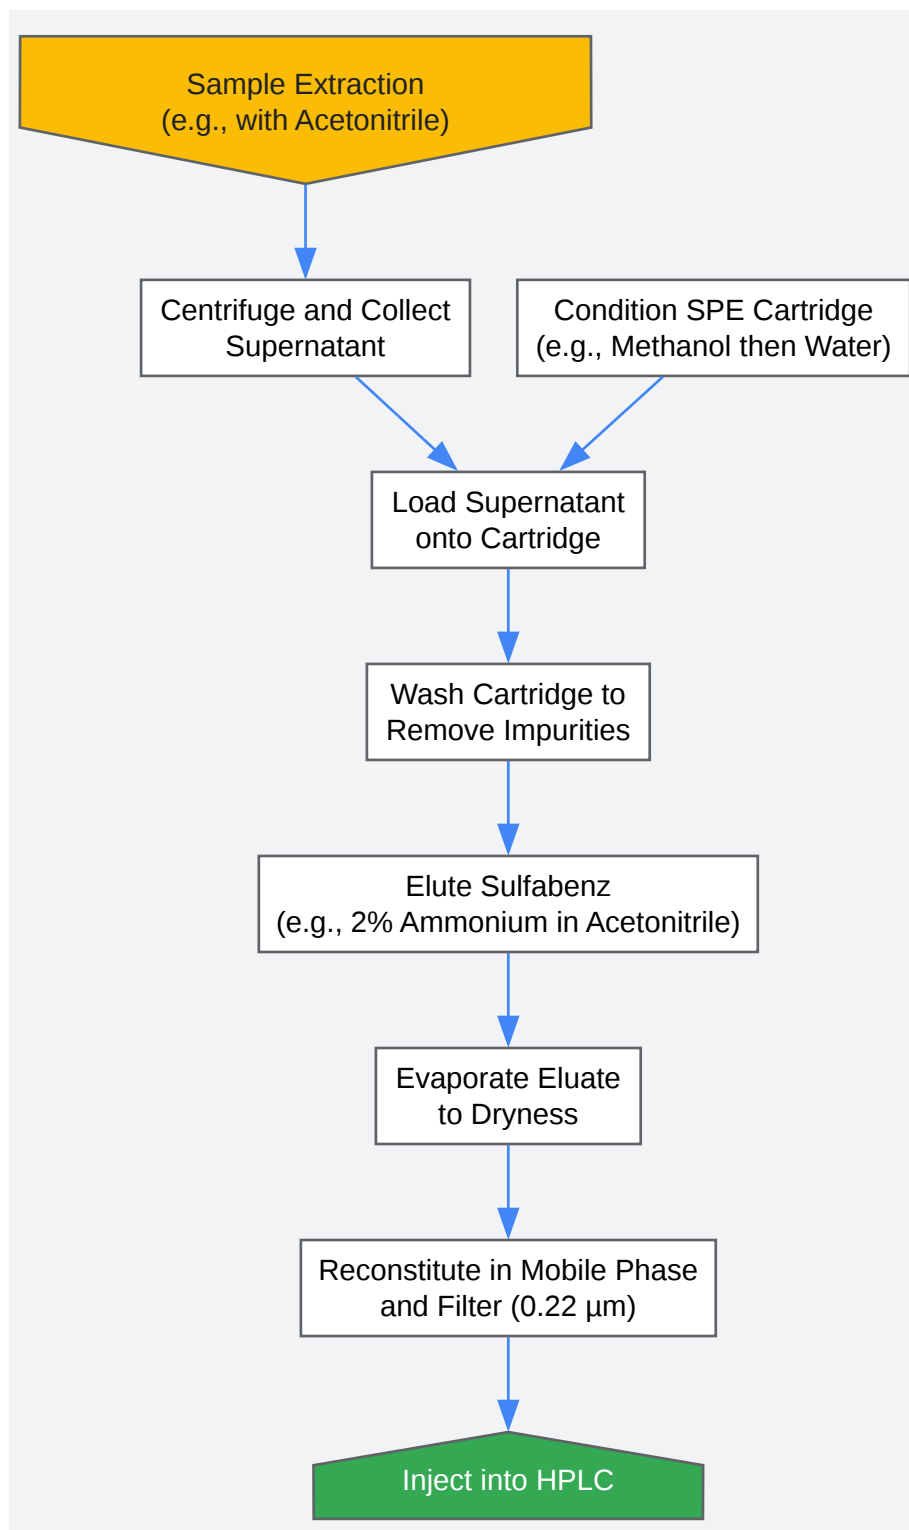 Sample Extraction
(e.g., with Acetonitrile)
Centrifuge and Collect
Supernatant
Condition SPE Cartridge
(e.g., Methanol then Water)
Load Supernatant
onto Cartridge
Wash Cartridge to
Remove Impurities
Elute Sulfabenz
(e.g., 2% Ammonium in Acetonitrile)
Evaporate Eluate
to Dryness
Reconstitute in Mobile Phase
and Filter (0.22 µm)
Inject into HPLC